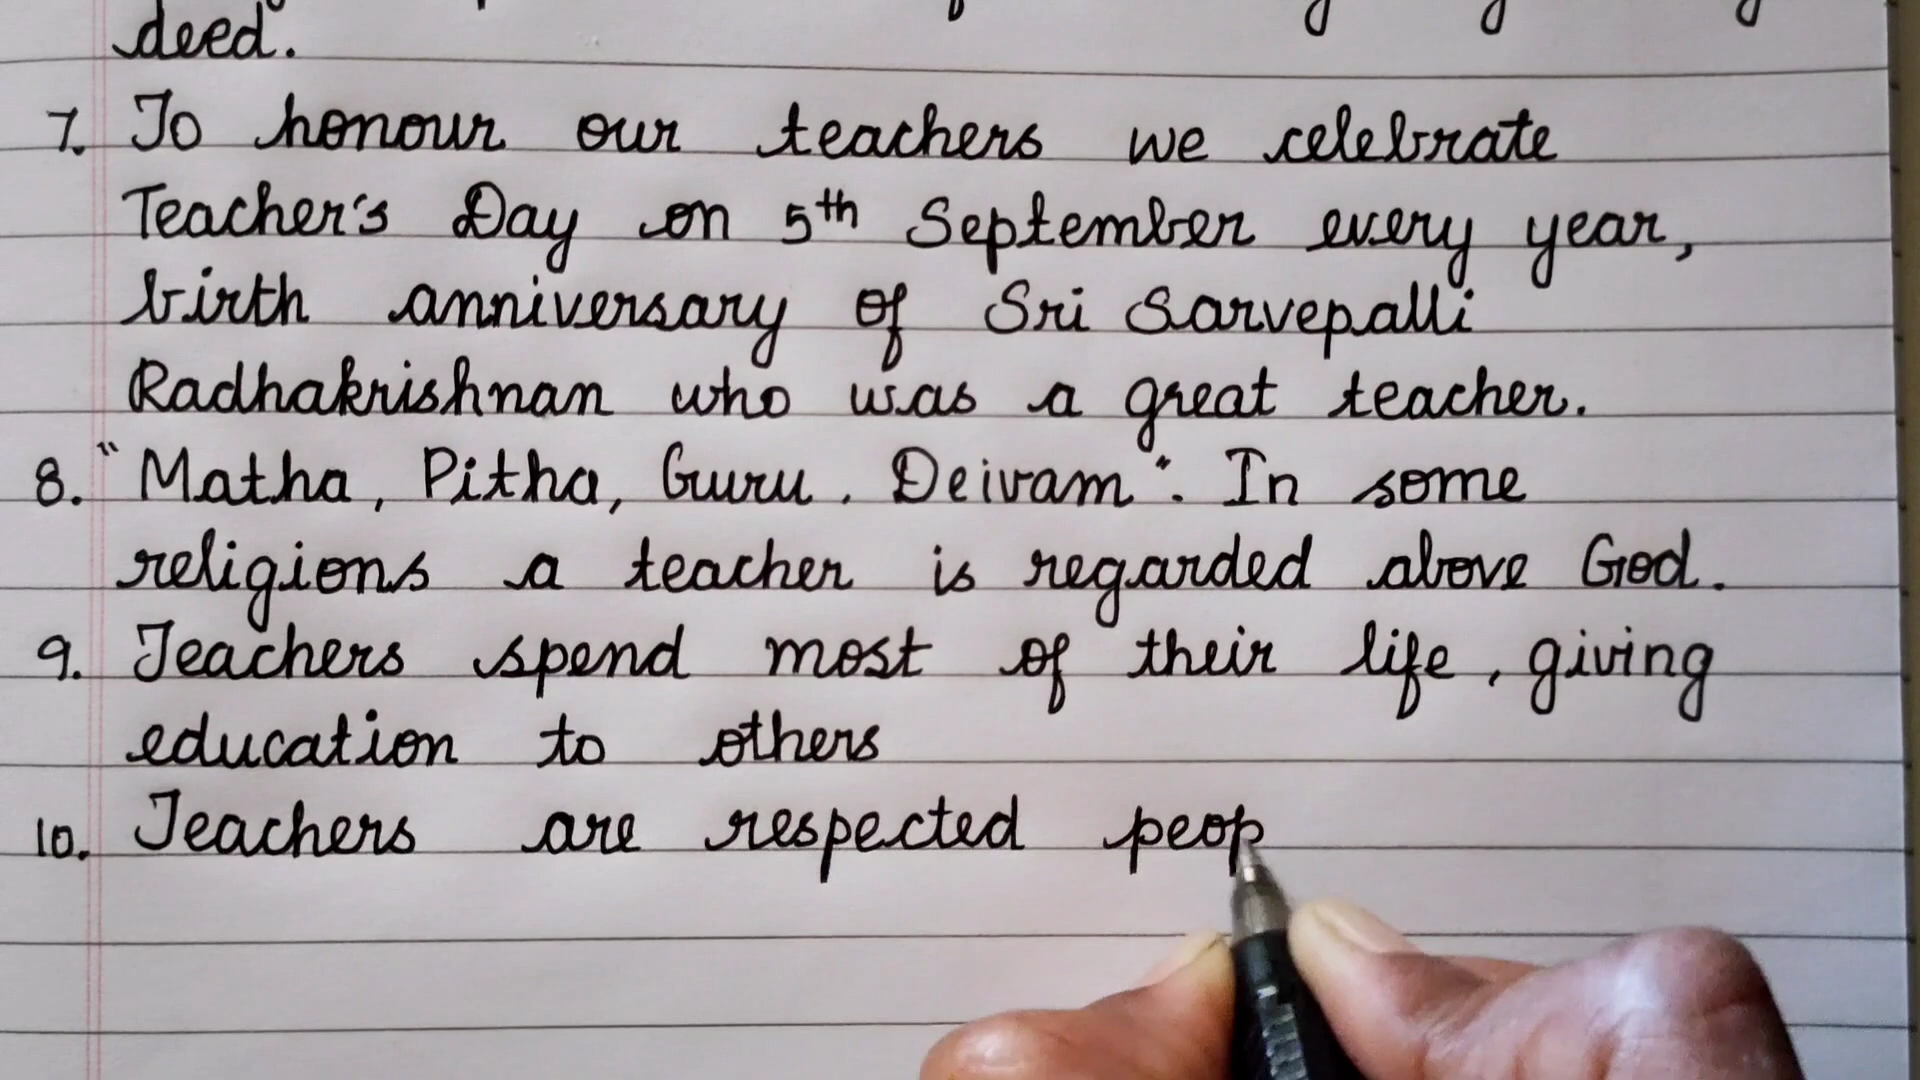 deed.
7. To honour our teachers we celebrate
Teacher's Day on 5th September every year,
birth anniversary of Sri Sarvepalli
Radhakrishnan who was a great teacher.
8. "Matha, Pitha, Guru, Deivam". In some
religions a teacher is regarded above God.
9. Teachers spend most of their life, giving
education to others
10. Teachers are respected peop